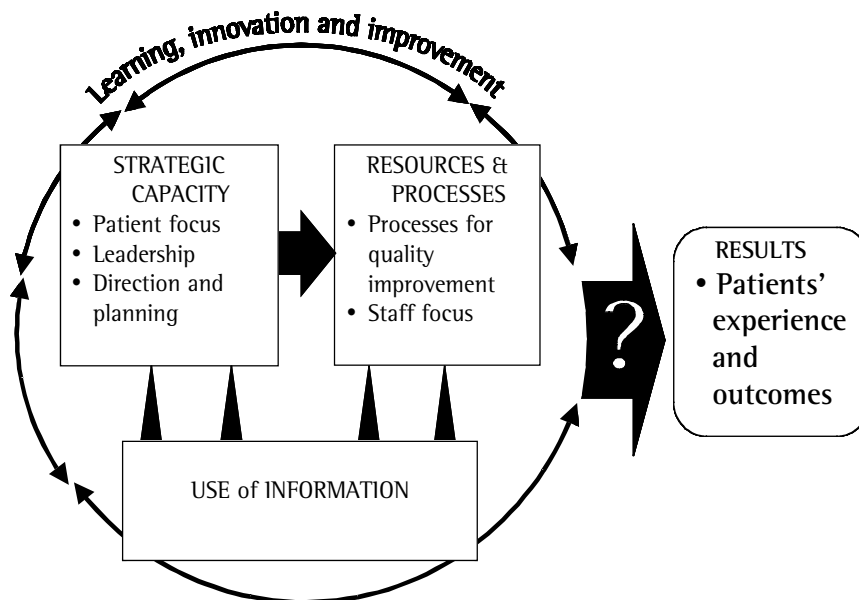 Learning, innovation and improvement
STRATEGIC
CAPACITY
• Patient focus
• Leadership
• Direction and
planning
RESOURCES &
PROCESSES
• Processes for
quality
improvement
• Staff focus
?
RESULTS
• Patients’
experience
and
outcomes
USE of INFORMATION